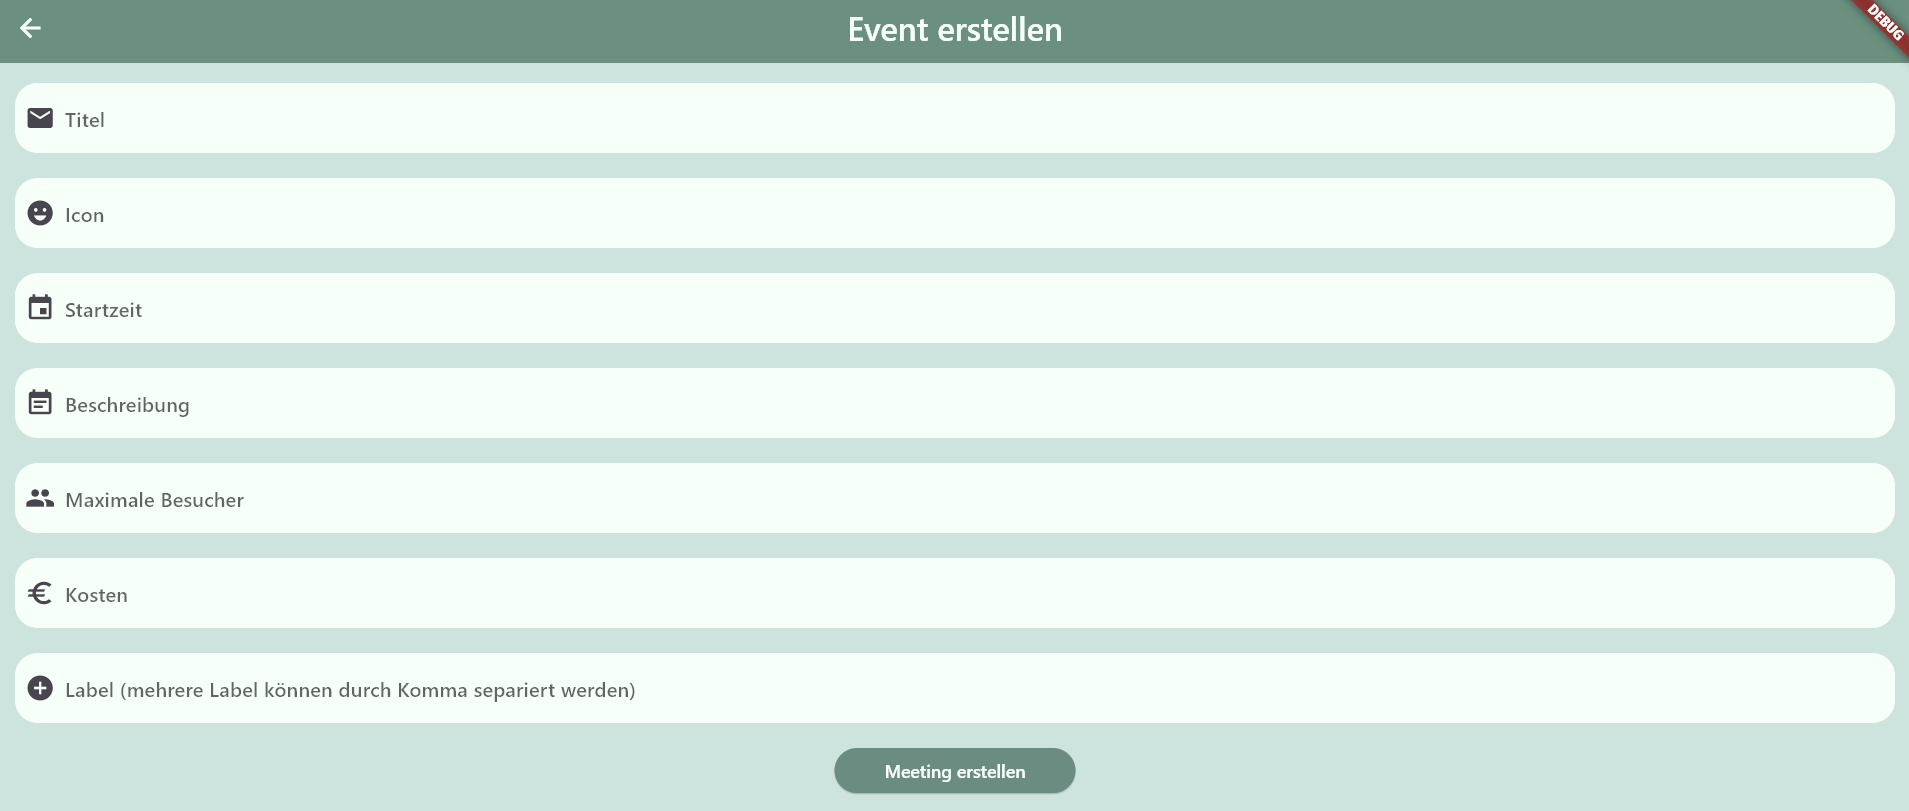 Event erstellen
DEBUG
Titel
Icon
Startzeit
Beschreibung
Maximale Besucher
Kosten
Label (mehrere Label können durch Komma separiert werden)
Meeting erstellen